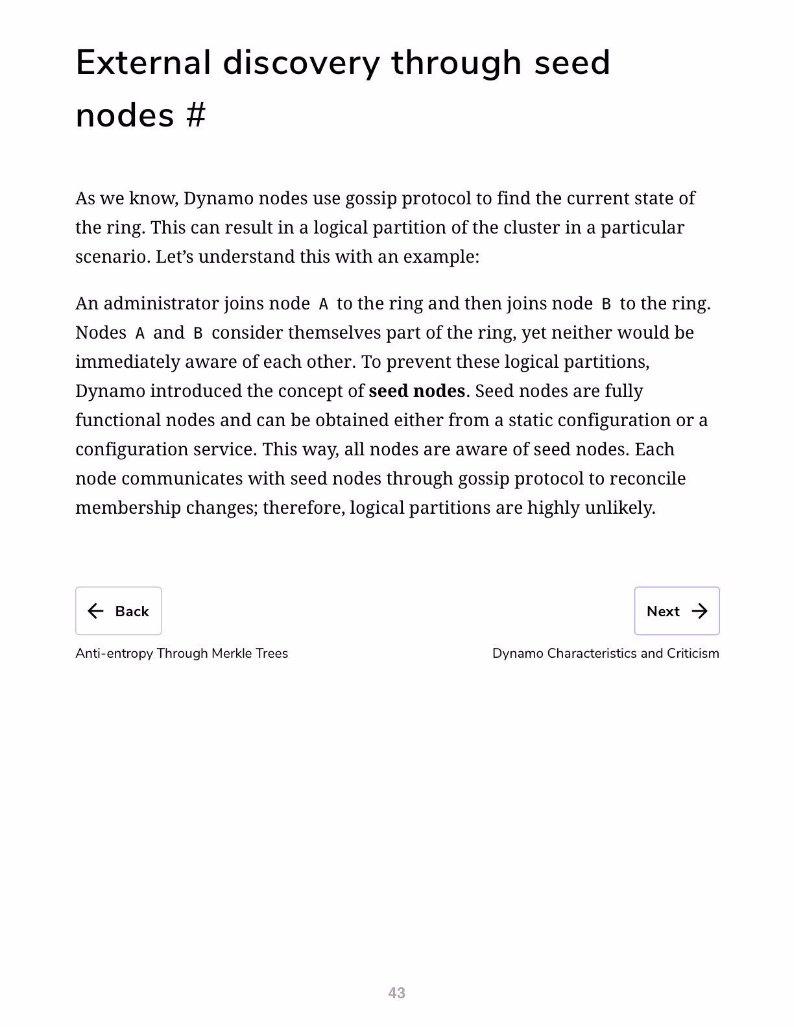 External discovery through seed
nodes #
As we know, Dynamo nodes use gossip protocol to find the current state of
the ring. This can result in a logical partition of the cluster in a particular
scenario. Let’s understand this with an example:
An administrator joins node A to the ring and then joins node B to the ring.
Nodes A and B consider themselves part of the ring, yet neither would be
immediately aware of each other. To prevent these logical partitions,
Dynamo introduced the concept of seed nodes. Seed nodes are fully
functional nodes and can be obtained either from a static configuration or a
configuration service. This way, all nodes are aware of seed nodes. Each
node communicates with seed nodes through gossip protocol to reconcile
membership changes; therefore, logical partitions are highly unlikely.
← Back
Next →
Anti-entropy Through Merkle Trees
Dynamo Characteristics and Criticism
43